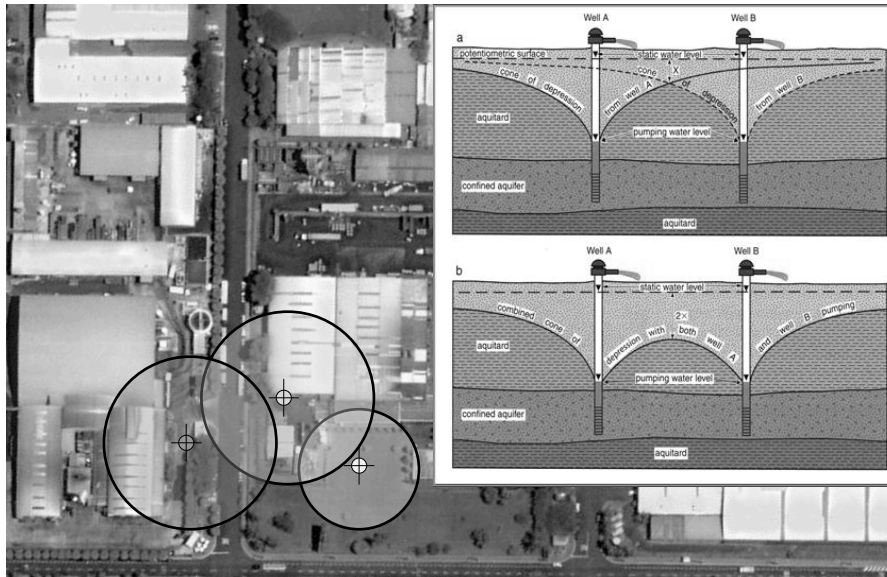 Well A
Well B
a
potentiometric surface
static water level
cone of depression
from well A
X
cone of depression
from well B
aquitard
pumping water level
confined aquifer
aquitard
Well A
Well B
b
static water level
combined cone of
depression with both
well A
and well B pumping
2X
aquitard
pumping water level
confined aquifer
aquitard